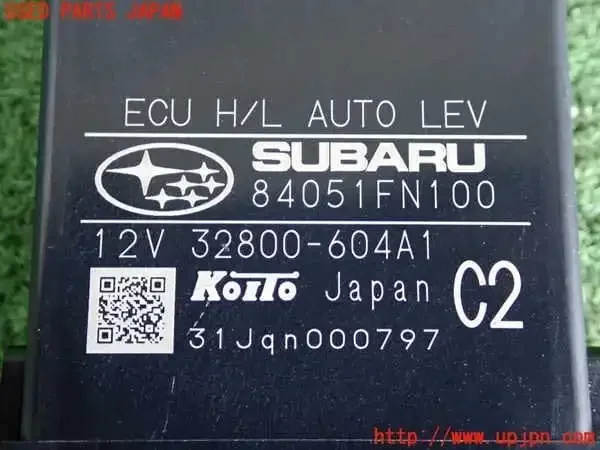 USED PARTS JAPAN
ECU H/L AUTO LEV
SUBARU
84051FN100
12V 32800-604A1
KOITO Japan C2
31Jqn000797
http://www.upjpn.com/